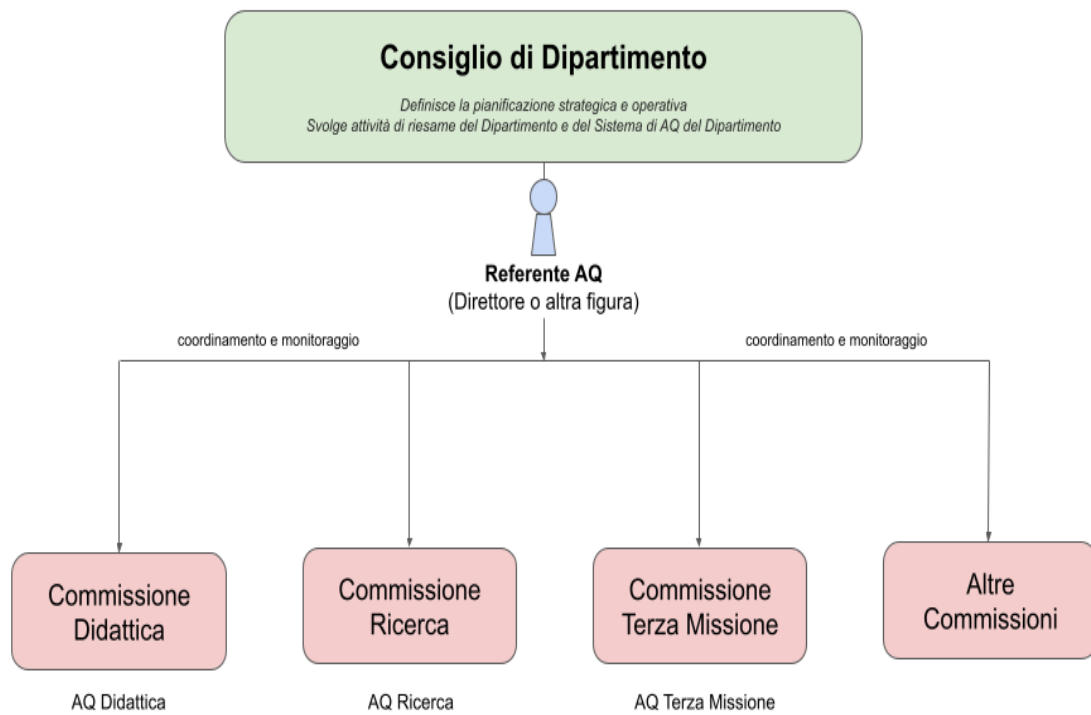 Consiglio di Dipartimento
Definisce la pianificazione strategica e operativa
Svolge attività di riesame del Dipartimento e del Sistema di AQ del Dipartimento
Referente AQ
(Direttore o altra figura)
coordinamento e monitoraggio
coordinamento e monitoraggio
Commissione
Didattica
Commissione
Ricerca
Commissione
Terza Missione
Altre
Commissioni
AQ Didattica
AQ Ricerca
AQ Terza Missione